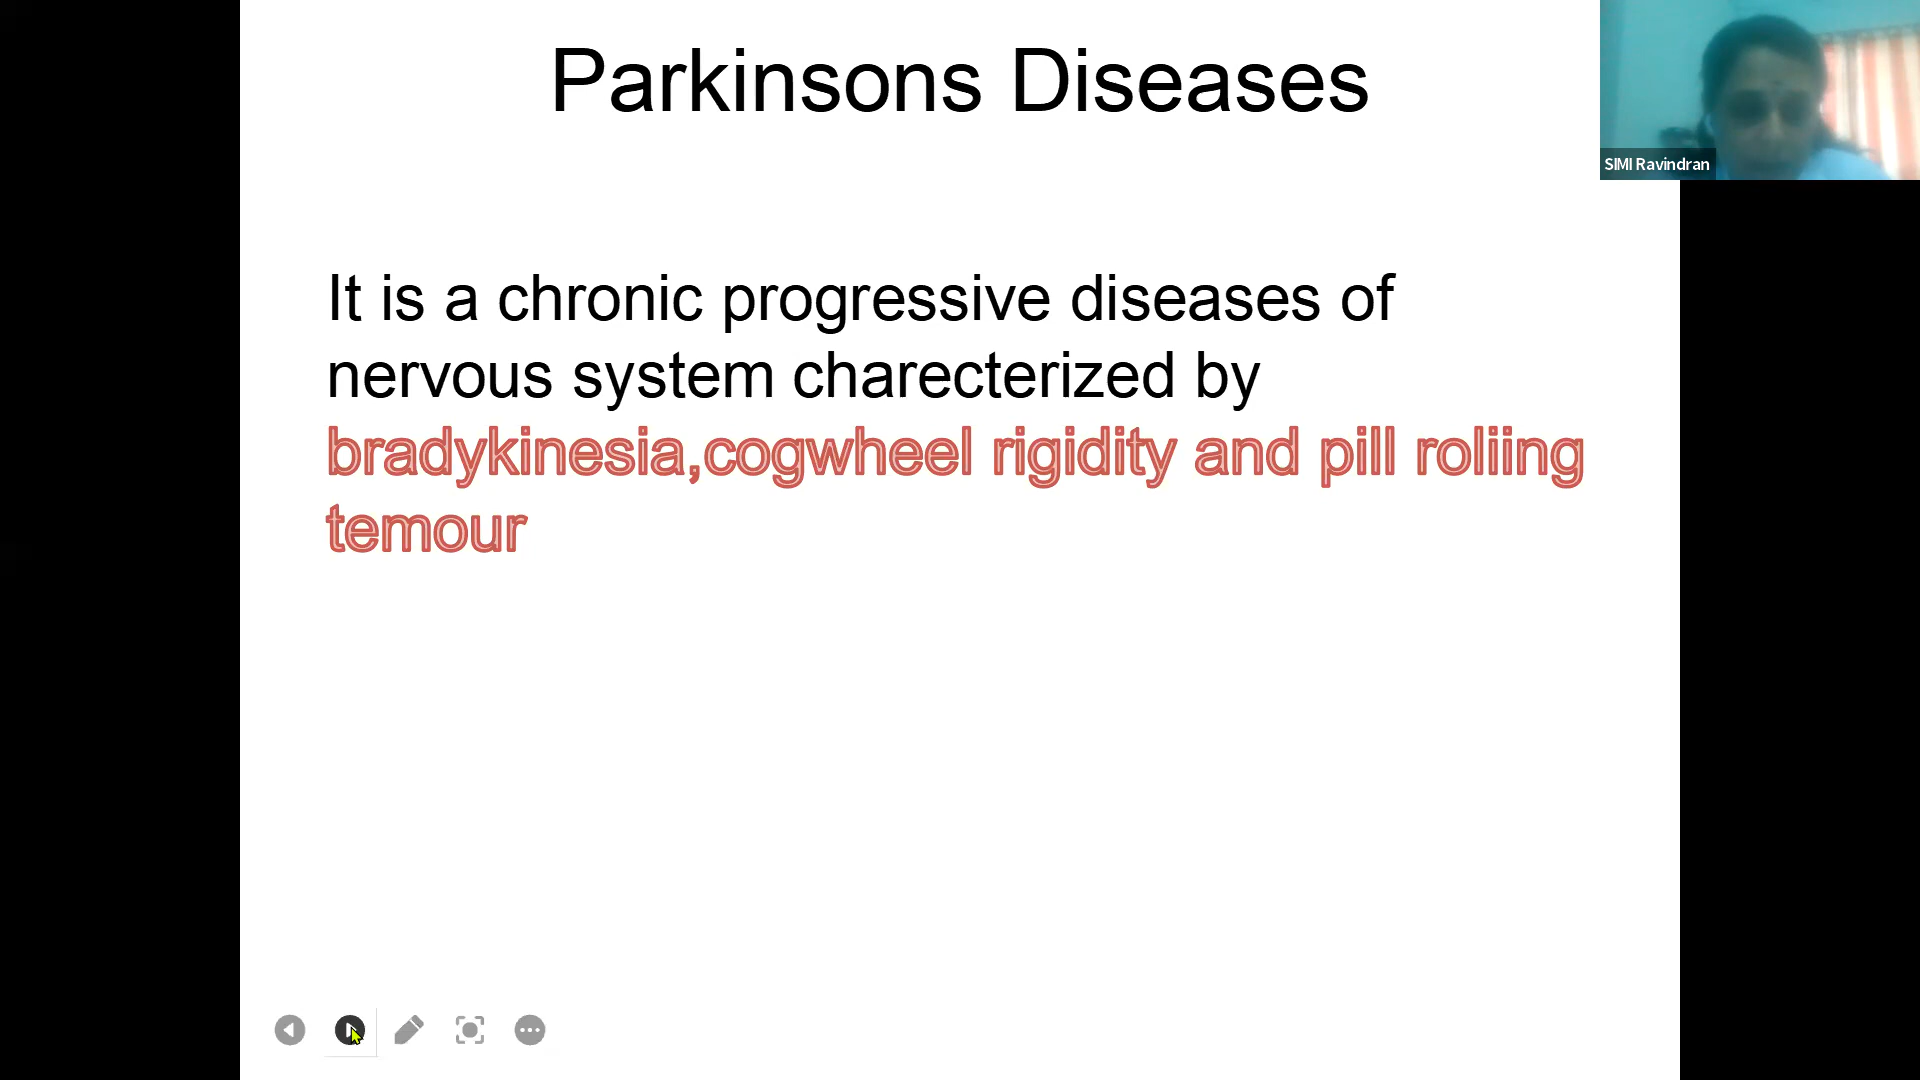 Parkinsons Diseases
SIMI Ravindran
It is a chronic progressive diseases of
nervous system charecterized by
bradykinesia,cogwheel rigidity and pill roliing
temour